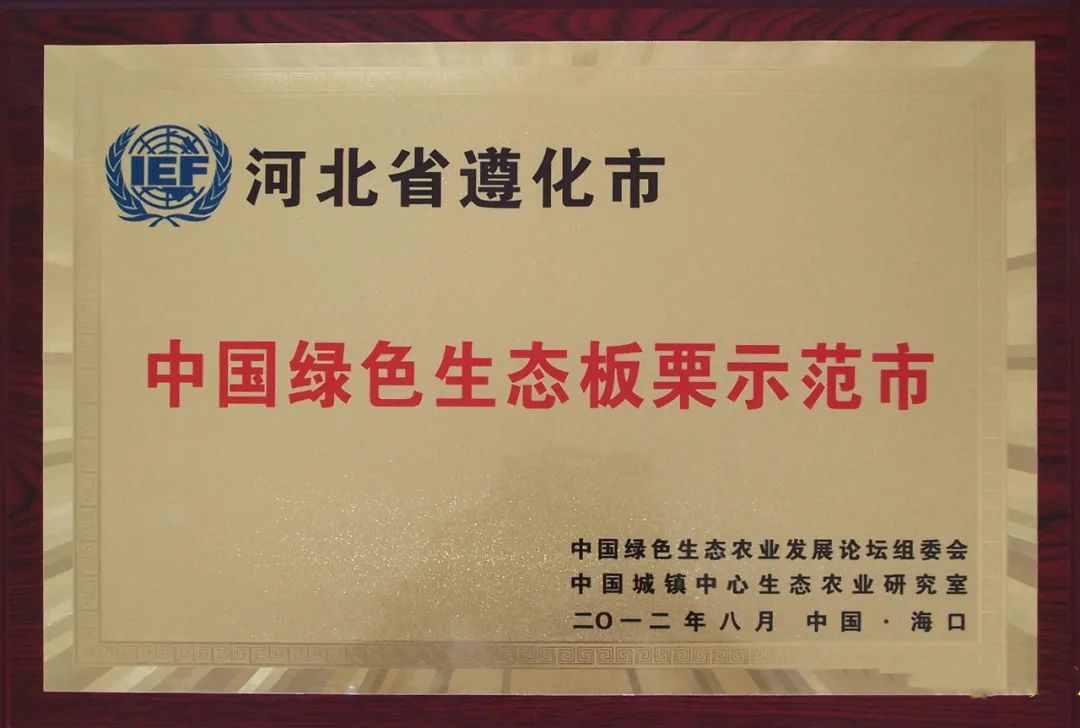 IEF 河北省遵化市
中国绿色生态板栗示范市
中国绿色生态农业发展论坛组委会
中国城镇中心生态农业研究室
二〇一二年八月 中国·海口